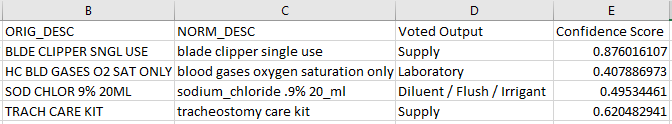 B C D E
ORIG_DESC NORM_DESC Voted Output Confidence Score
BLDE CLIPPER SNGL USE blade clipper single use Supply 0.876016107
HC BLD GASES O2 SAT ONLY blood gases oxygen saturation only Laboratory 0.407886973
SOD CHLOR 9% 20ML sodium_chloride .9% 20_ml Diluent / Flush / Irrigant 0.49534461
TRACH CARE KIT tracheostomy care kit Supply 0.620482941